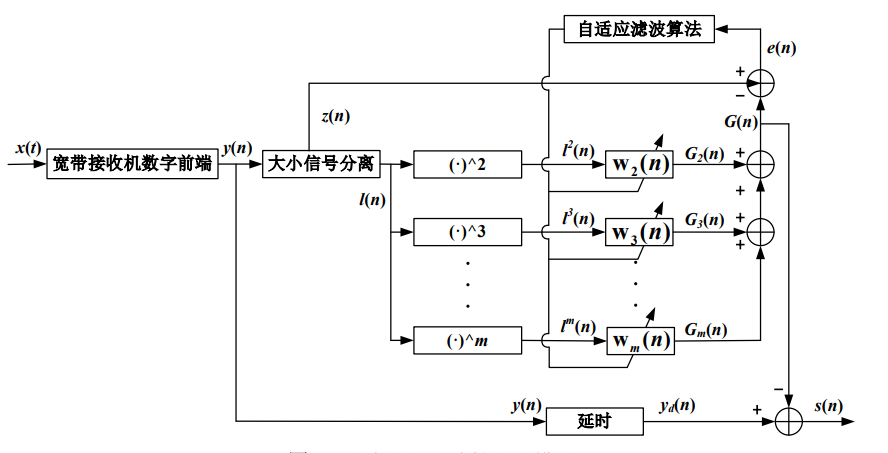 自适应滤波算法
e(n)
+
−
z(n)
G(n)
x(t)
宽带接收机数字前端
y(n)
大小信号分离
l(n)
(·)^2
l²(n)
w₂(n)
G₂(n)
+
+
(·)^3
l³(n)
w₃(n)
G₃(n)
+
+
(·)^m
lᵐ(n)
wₘ(n)
Gₘ(n)
−
y(n)
延时
y_d(n)
+
s(n)